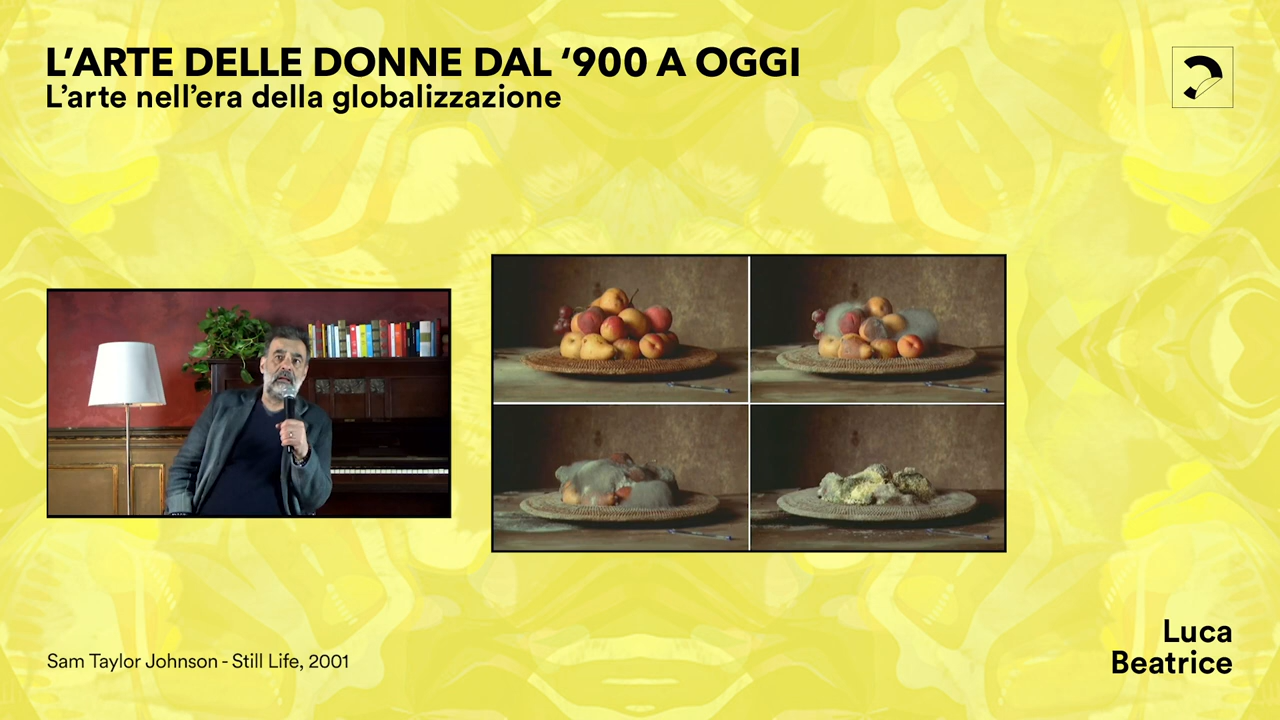 L’ARTE DELLE DONNE DAL ‘900 A OGGI
L’arte nell’era della globalizzazione
Sam Taylor Johnson - Still Life, 2001
Luca
Beatrice